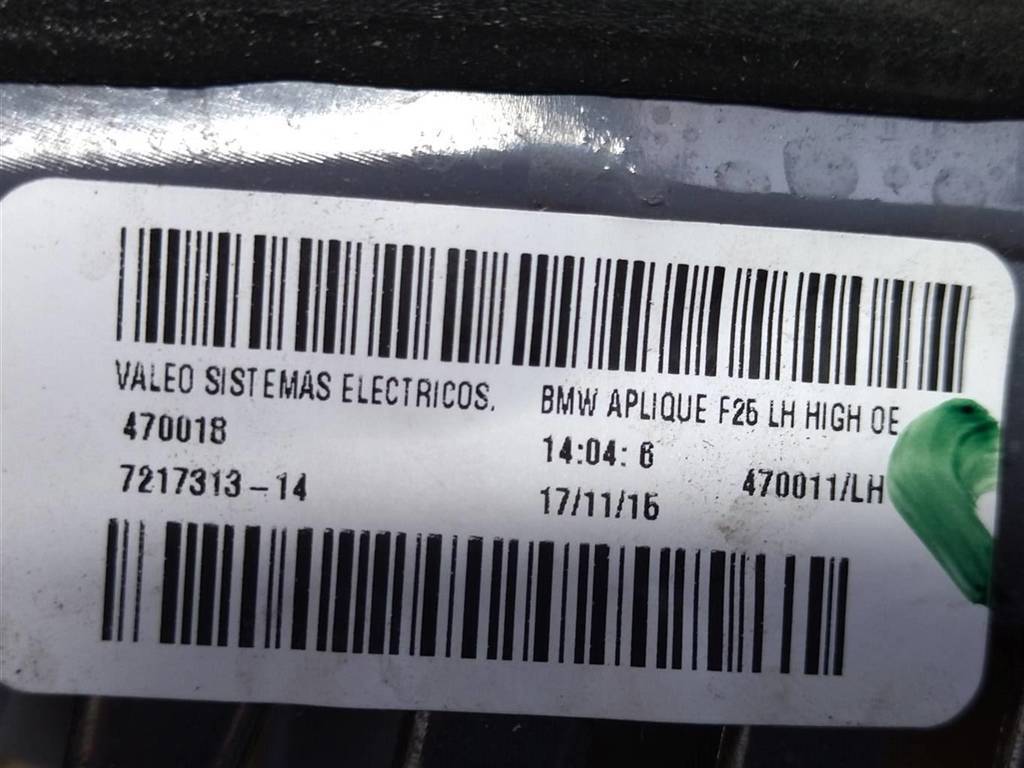 VALEO SISTEMAS ELECTRICOS. BMW APLIQUE F25 LH HIGH OE
470018 14:04: 6
7217313-14 17/11/16 470011/LH